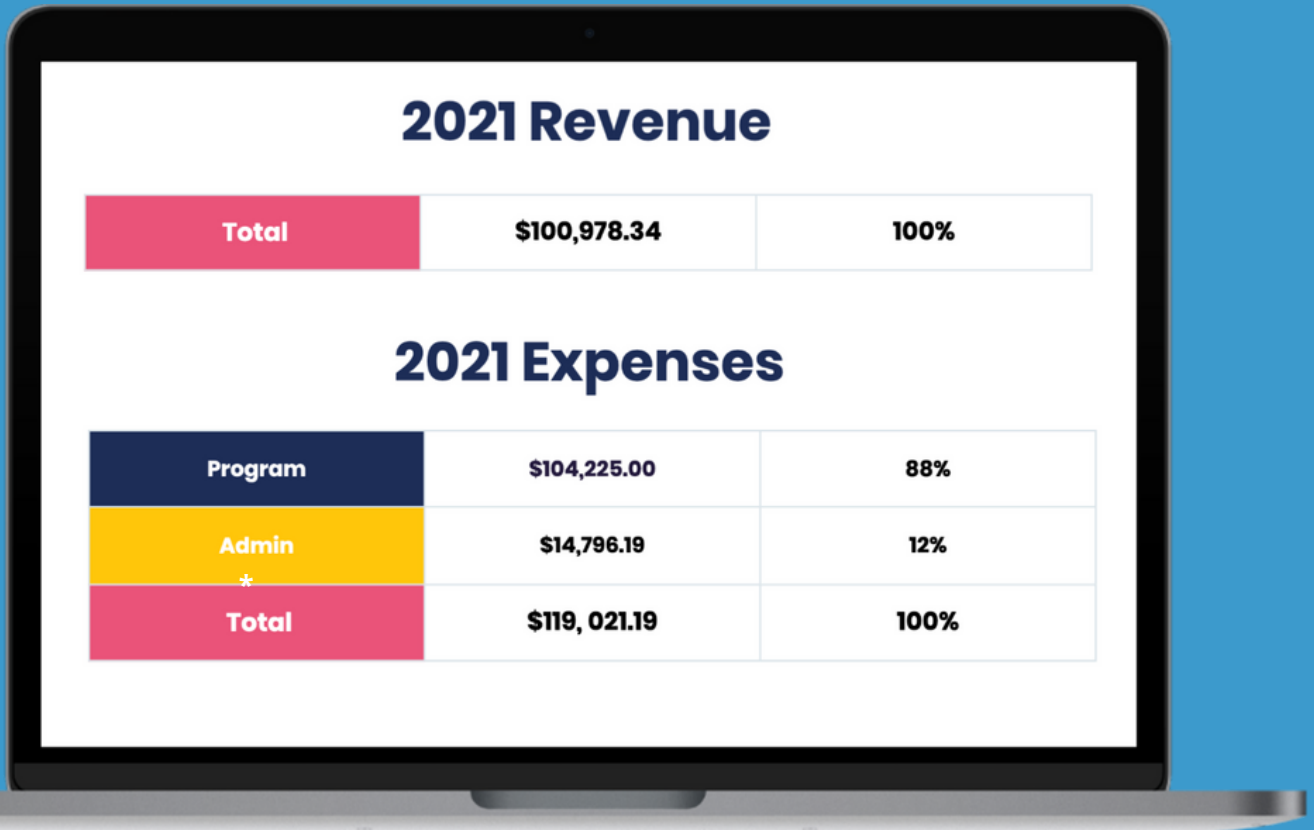 2021 Revenue
Total $100,978.34 100%
2021 Expenses
Program $104,225.00 88%
Admin $14,796.19 12%
*
Total $119, 021.19 100%